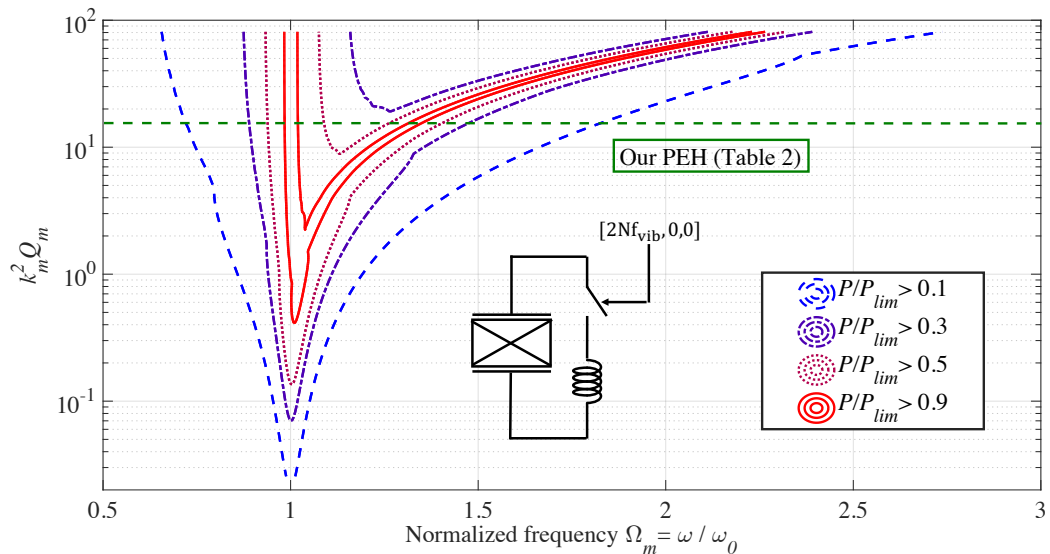 10^2
10^1
10^0
10^-1
k_m^2 Q_m
Our PEH (Table 2)
[2Nf_vib,0,0]
P/P_lim > 0.1
P/P_lim > 0.3
P/P_lim > 0.5
P/P_lim > 0.9
0.5 1 1.5 2 2.5 3
Normalized frequency Ω_m = ω / ω_0